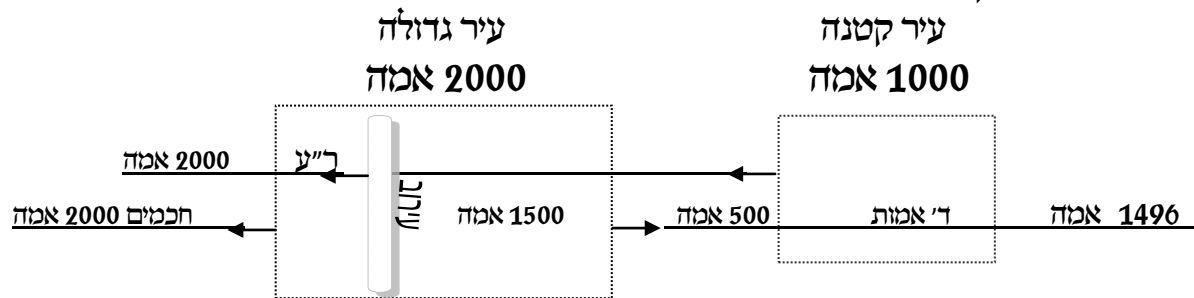 עיר גדולה
עיר קטנה
2000 אמה
1000 אמה
2000 אמה
ר"ע
חכמים 2000 אמה
עירוב
1500 אמה
500 אמה
ד' אמות
1496 אמה